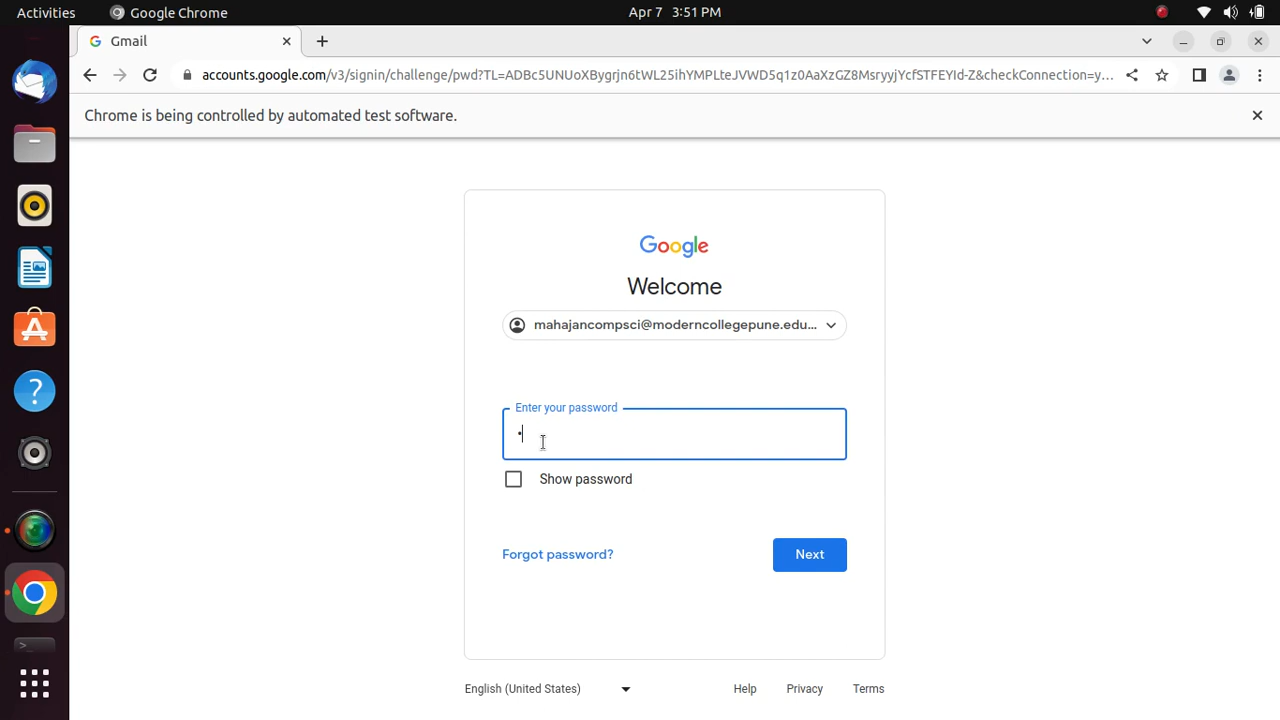 Activities
Google Chrome
Apr 7 3:51 PM
Gmail
accounts.google.com/v3/signin/challenge/pwd?TL=ADBc5UNUoXBygrjn6tWL25ihYMPLteJVWD5q1z0AaXzGZ8MsryyjYcfSTFEYId-Z&checkConnection=y...
Chrome is being controlled by automated test software.
Google
Welcome
mahajancompsci@moderncollegepune.edu...
Enter your password
Show password
Forgot password?
Next
English (United States)
Help
Privacy
Terms